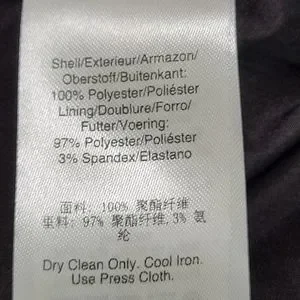 Shell/Exterieur/Armazon/
Oberstoff/Buitenkant:
100% Polyester/Poliéster
Lining/Doublure/Forro/
Futter/Voering:
97% Polyester/Poliéster
3% Spandex/Elastano
面料: 100% 聚酯纤维
里料: 97% 聚酯纤维,3% 氨
纶
Dry Clean Only. Cool Iron.
Use Press Cloth.